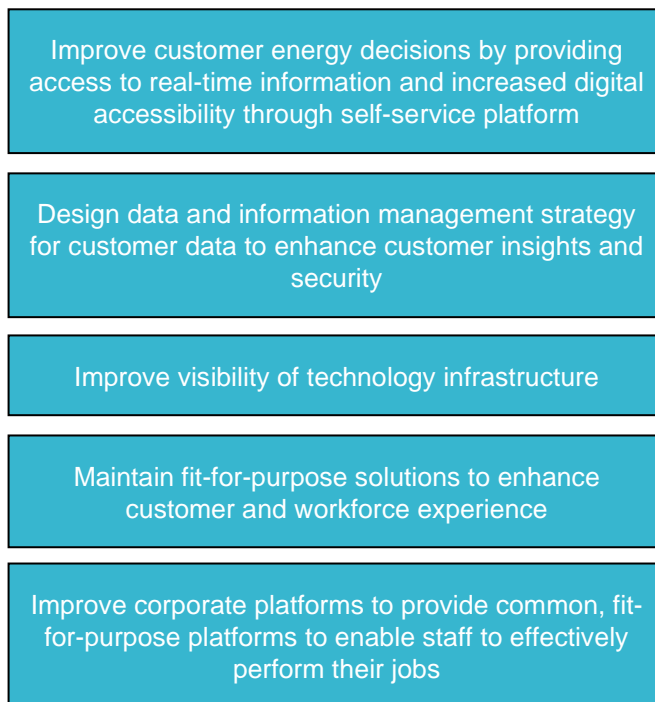 Improve customer energy decisions by providing
access to real-time information and increased digital
accessibility through self-service platform
Design data and information management strategy
for customer data to enhance customer insights and
security
Improve visibility of technology infrastructure
Maintain fit-for-purpose solutions to enhance
customer and workforce experience
Improve corporate platforms to provide common, fit-
for-purpose platforms to enable staff to effectively
perform their jobs